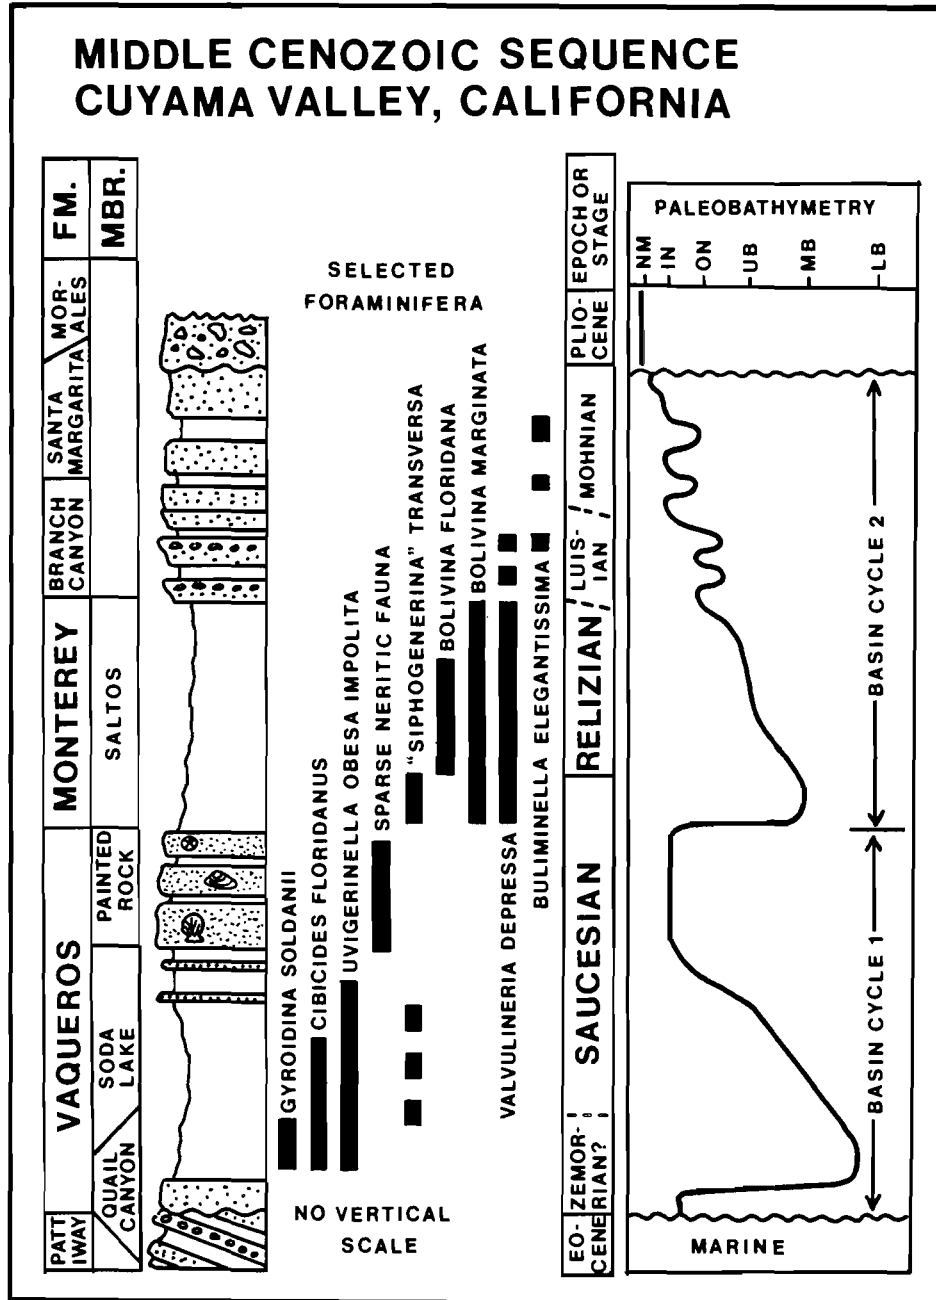 MIDDLE CENOZOIC SEQUENCE
CUYAMA VALLEY, CALIFORNIA
FM.
MBR.
MOR-
ALES
SANTA
MARGARITA
BRANCH
CANYON
MONTEREY
SALTOS
VAQUEROS
PAINTED
ROCK
SODA
LAKE
QUAIL
CANYON
PATT
IWAY
SELECTED
FORAMINIFERA
GYROIDINA SOLDANII
CIBICIDES FLORIDANUS
UVIGERINELLA OBESA IMPOLITA
SPARSE NERITIC FAUNA
"SIPHOGENERINA" TRANSVERSA
BOLIVINA FLORIDANA
BOLIVINA MARGINATA
VALVULINERIA DEPRESSA
BULIMINELLA ELEGANTISSIMA
NO VERTICAL
SCALE
EPOCH OR
STAGE
PLIO-
CENE
MOHNIAN
LUIS-
IAN
RELIZIAN
SAUCESIAN
ZEMOR-
RIAN?
EO-
CENE
PALEOBATHYMETRY
NM
IN
ON
UB
MB
LB
BASIN CYCLE 2
BASIN CYCLE 1
MARINE